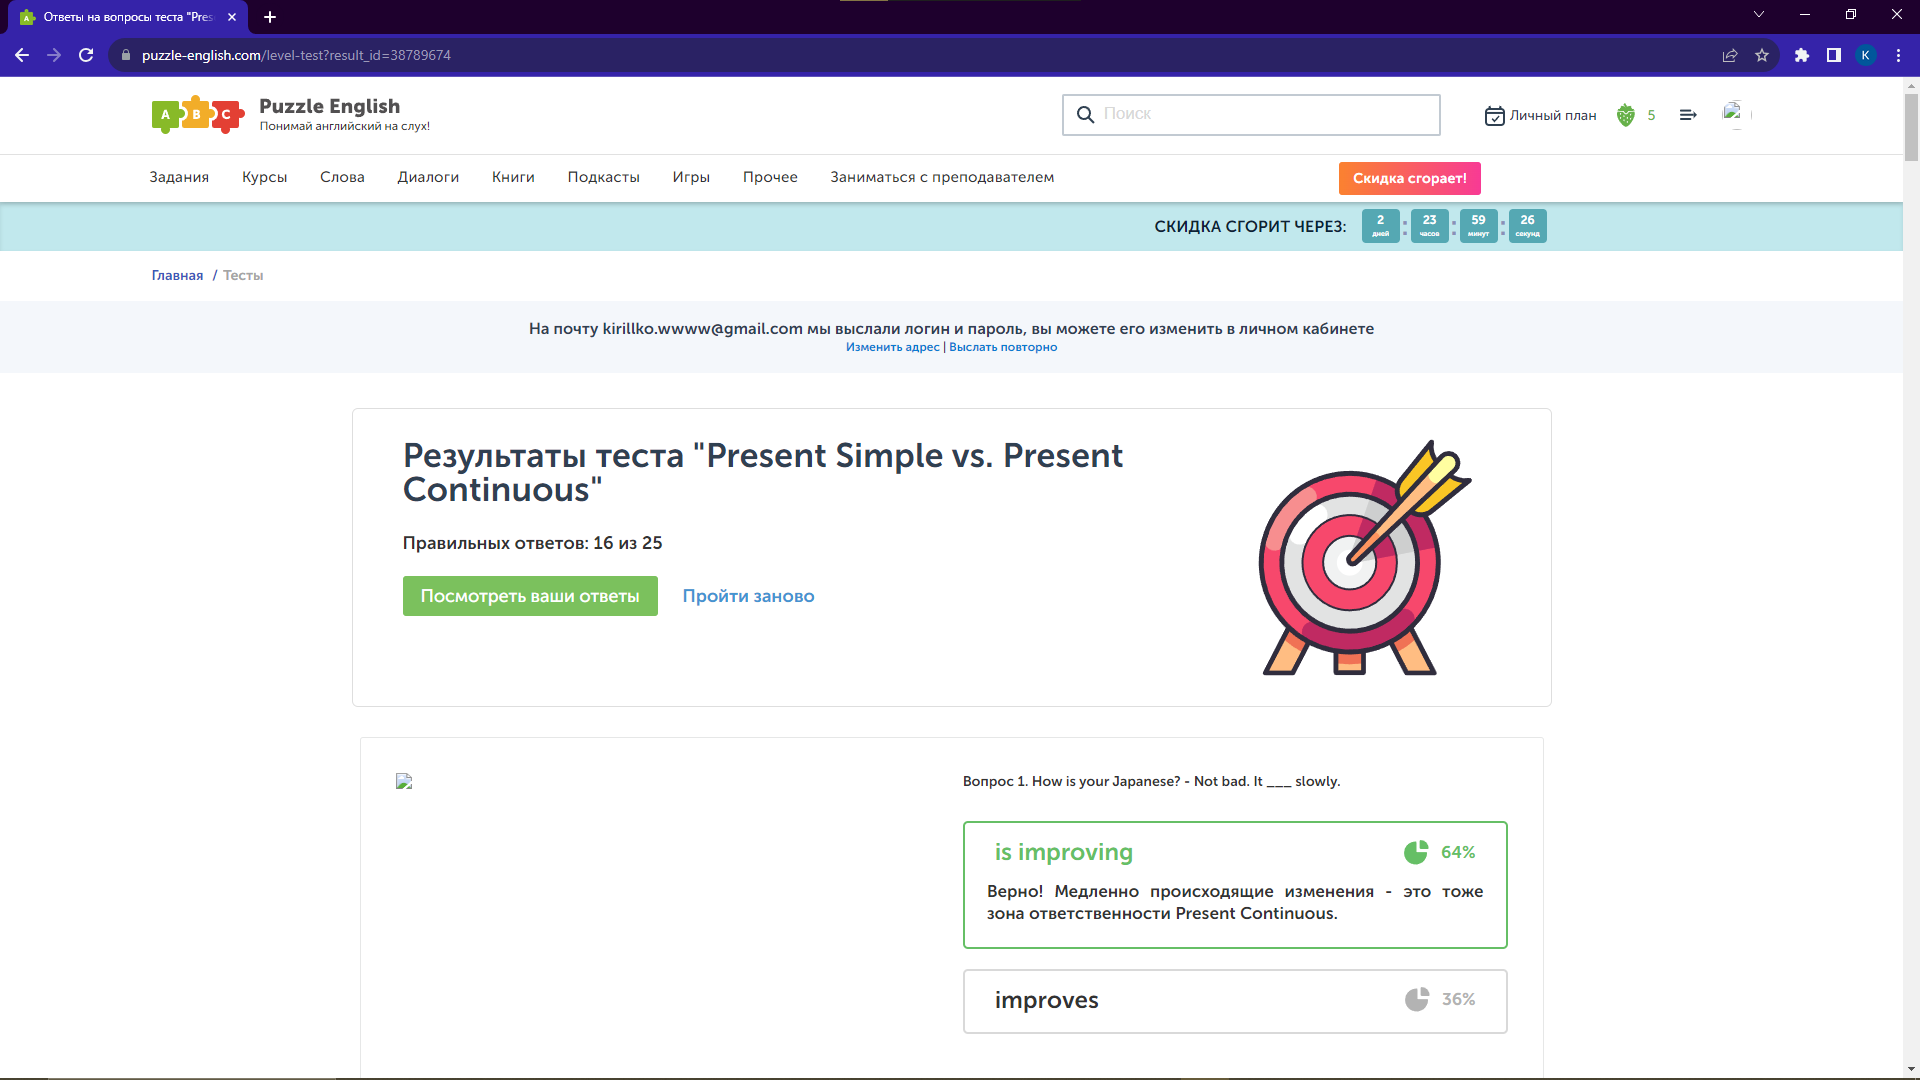 Ответы на вопросы теста "Pres
puzzle-english.com/level-test?result_id=38789674
K
A B C
Puzzle English
Понимай английский на слух!
Поиск
Личный план
5
Задания Курсы Слова Диалоги Книги Подкасты Игры Прочее Заниматься с преподавателем
Скидка сгорает!
СКИДКА СГОРИТ ЧЕРЕЗ:
2 : 23 : 59 : 26
дней часов минут секунд
Главная / Тесты
На почту kirillko.wwww@gmail.com мы выслали логин и пароль, вы можете его изменить в личном кабинете
Изменить адрес | Выслать повторно
Результаты теста "Present Simple vs. Present
Continuous"
Правильных ответов: 16 из 25
Посмотреть ваши ответы
Пройти заново
Вопрос 1. How is your Japanese? - Not bad. It ___ slowly.
is improving
64%
Верно! Медленно происходящие изменения - это тоже
зона ответственности Present Continuous.
improves
36%